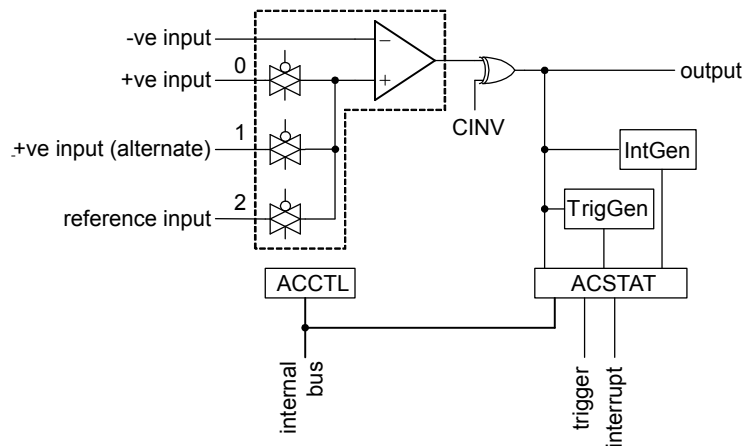 -ve input
−
+ve input
0
+
output
CINV
1
+ve input (alternate)
IntGen
2
reference input
TrigGen
ACCTL
ACSTAT
internal
bus
trigger
interrupt